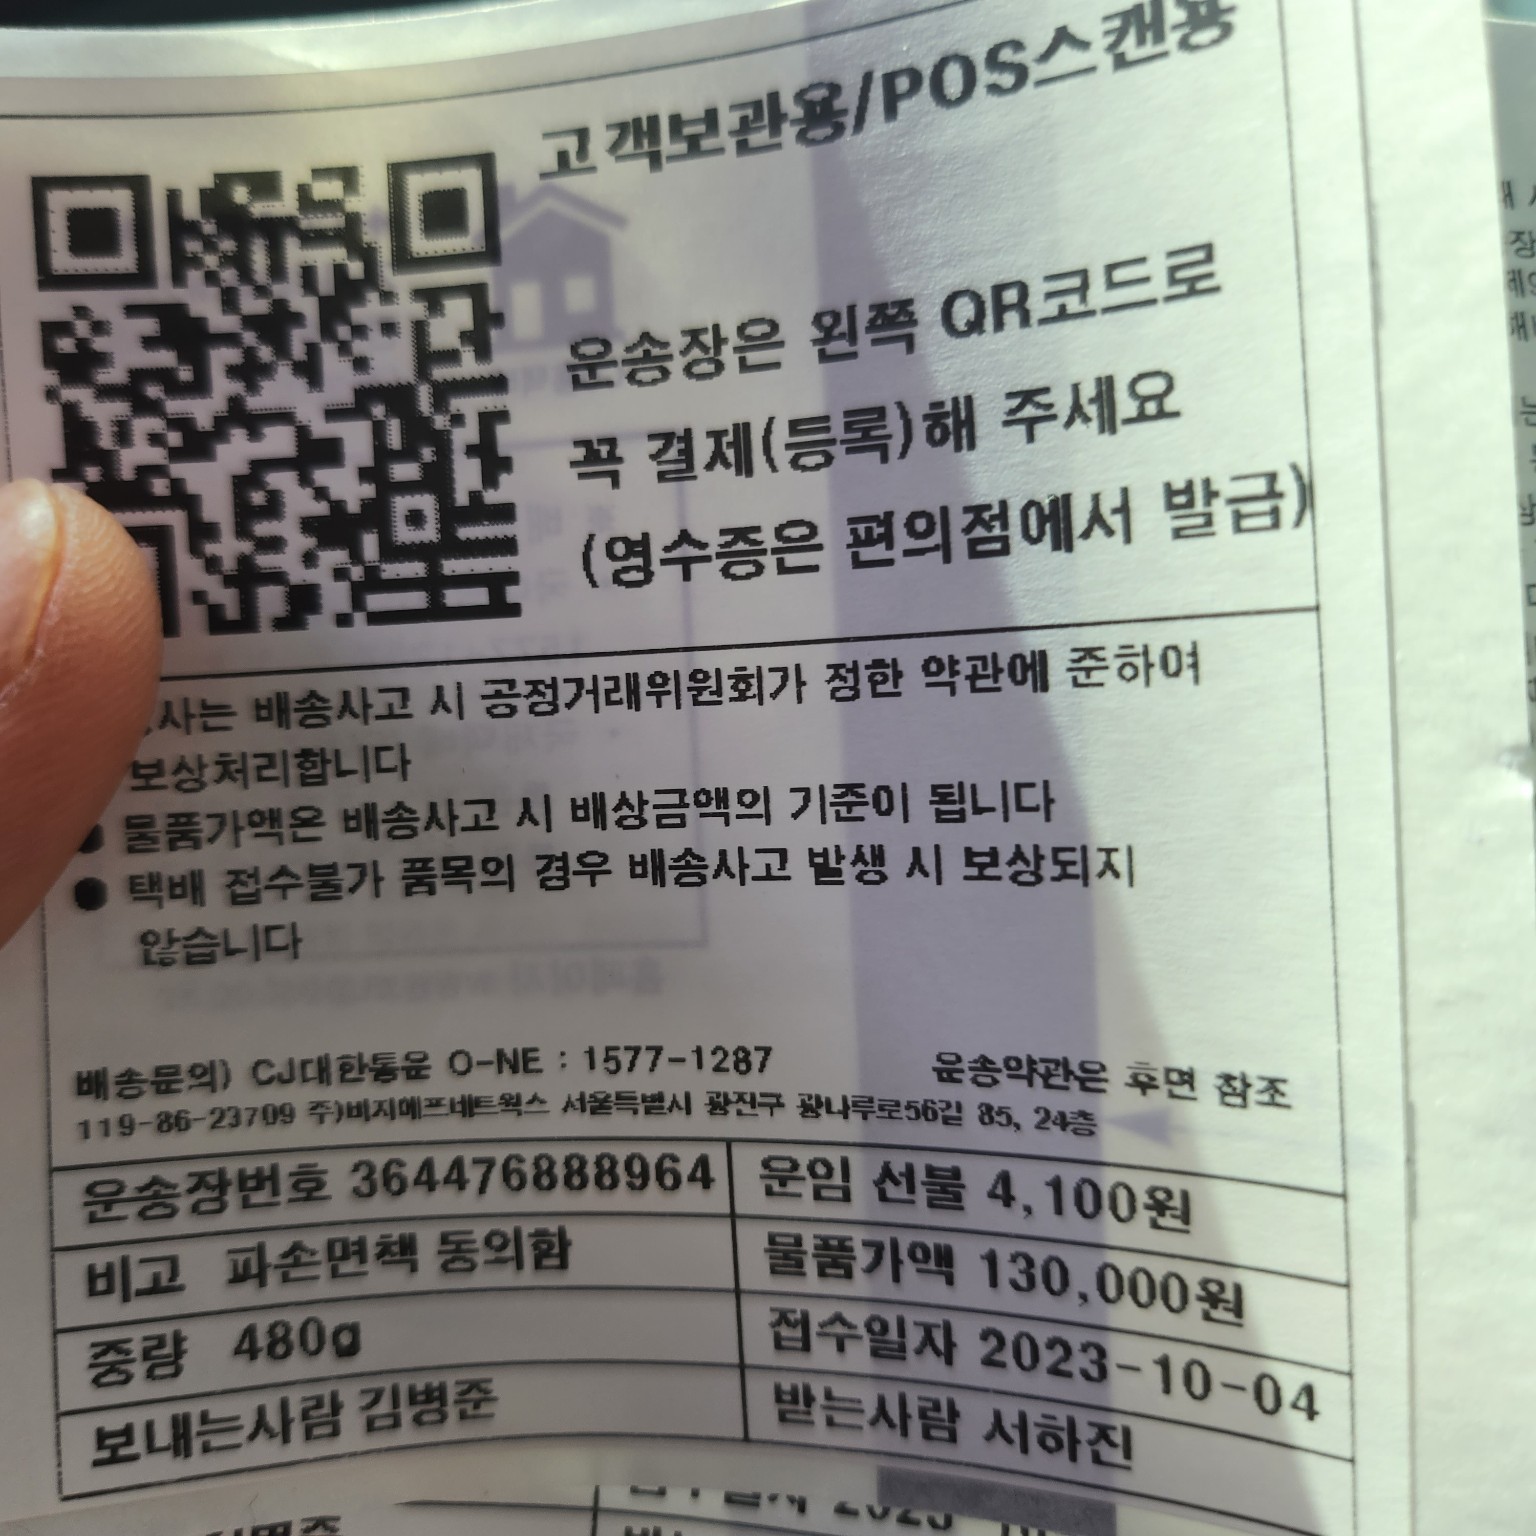 고객보관용/POS스캔용
운송장은 왼쪽 QR코드로
꼭 결제(등록)해 주세요
(영수증은 편의점에서 발급)
사는 배송사고 시 공정거래위원회가 정한 약관에 준하여
보상처리합니다
● 물품가액은 배송사고 시 배상금액의 기준이 됩니다
● 택배 접수불가 품목의 경우 배송사고 발생 시 보상되지
않습니다
배송문의) CJ대한통운 O-NE : 1577-1287 운송약관은 후면 참조
119-86-23709 주)비지에프네트웍스 서울특별시 광진구 광나루로56길 85, 24층
운송장번호 364476888964 운임 선불 4,100원
비고 파손면책 동의함 물품가액 130,000원
중량 480g 접수일자 2023-10-04
보내는사람 김병준 받는사람 서하진